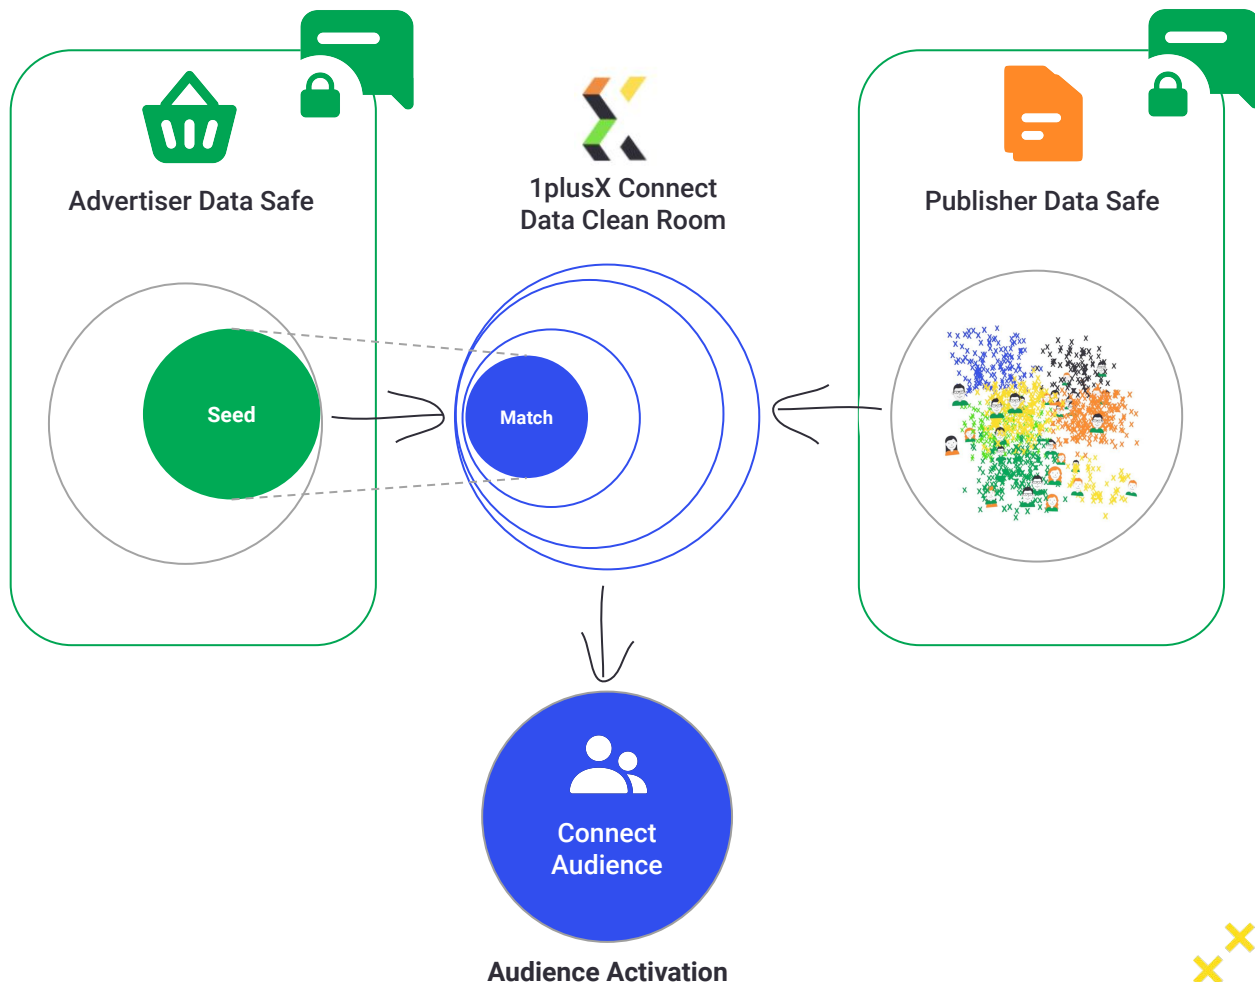 Advertiser Data Safe
1plusX Connect
Data Clean Room
Publisher Data Safe
Seed
Match
Connect
Audience
Audience Activation